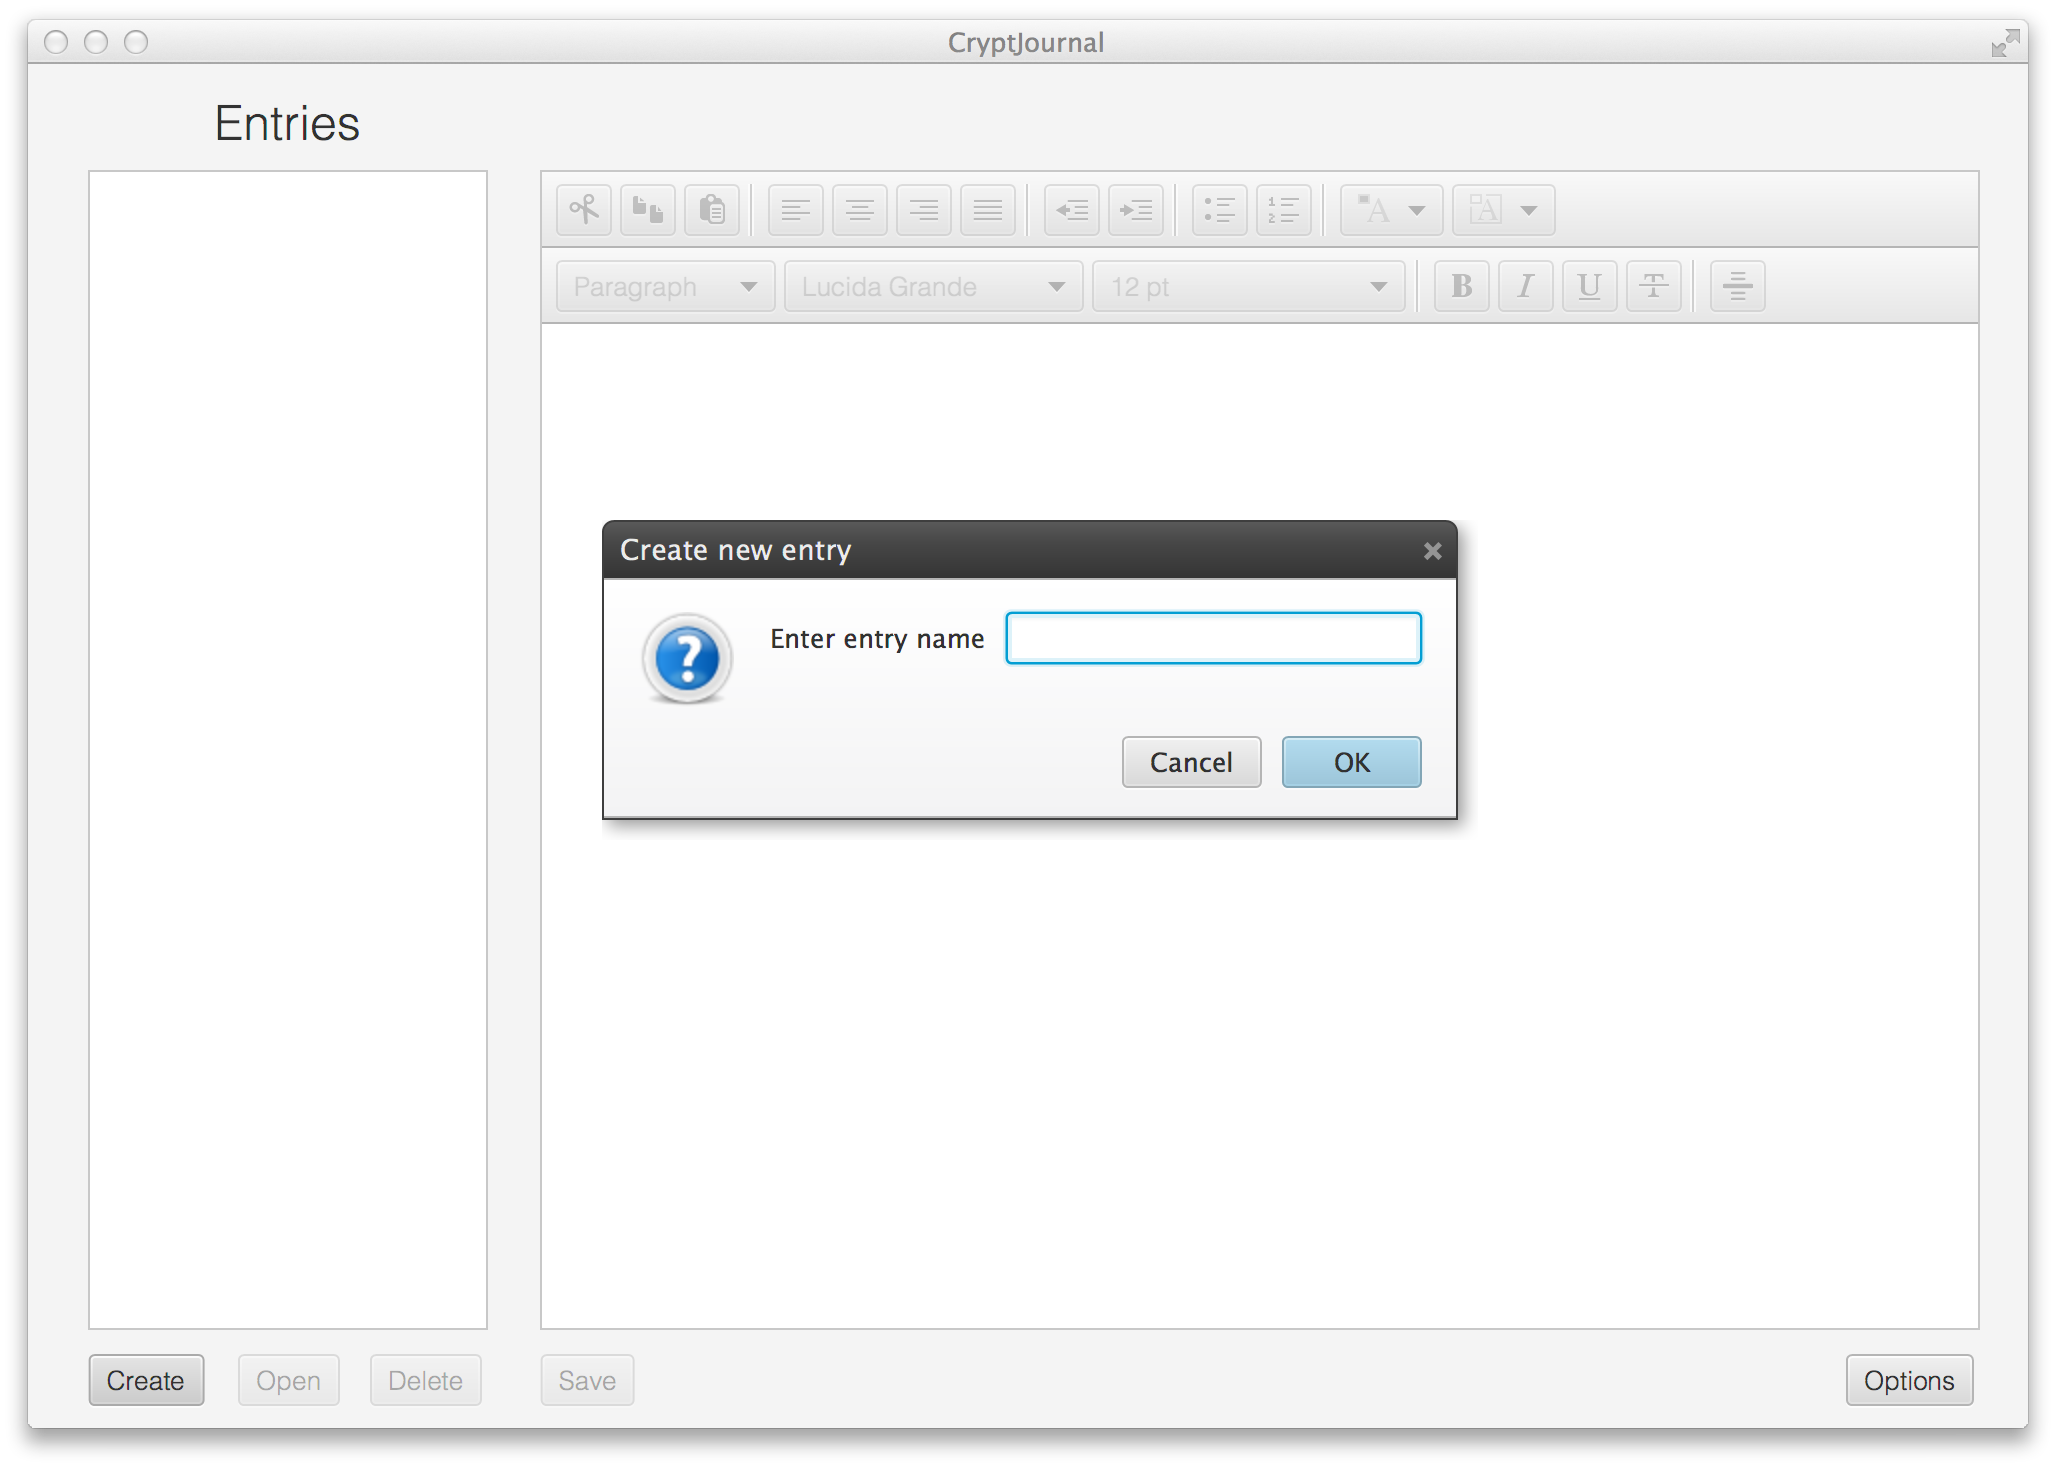 CryptJournal
Entries
Paragraph Lucida Grande 12 pt B I U T
Create new entry
Enter entry name
Cancel OK
Create Open Delete Save Options